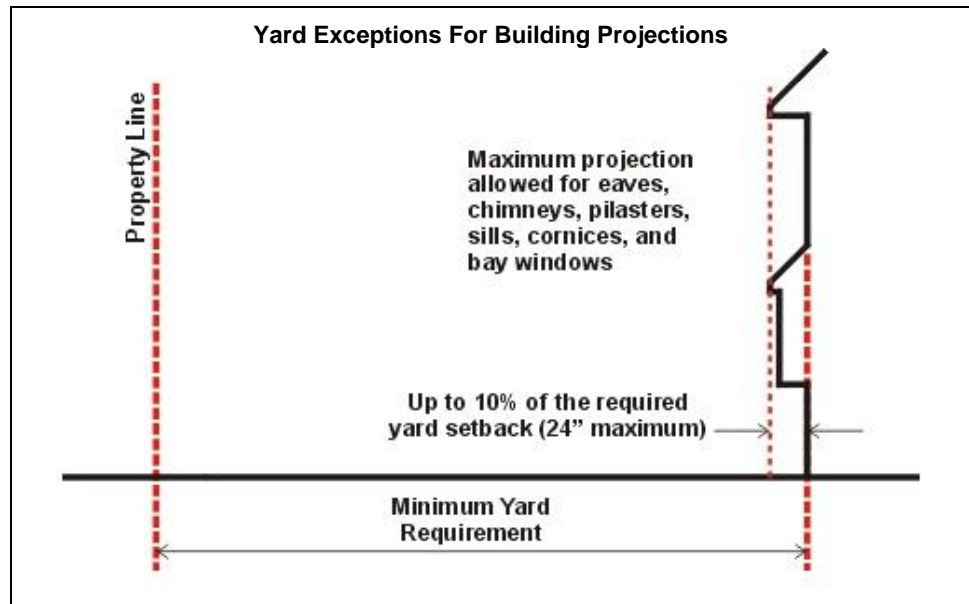 Yard Exceptions For Building Projections
Property Line
Maximum projection
allowed for eaves,
chimneys, pilasters,
sills, cornices, and
bay windows
Up to 10% of the required
yard setback (24” maximum)
Minimum Yard
Requirement